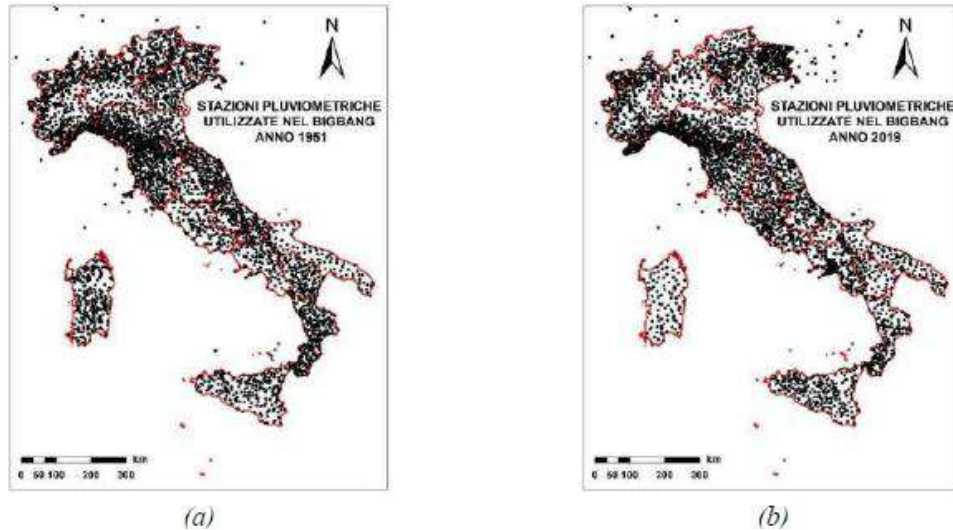 N
STAZIONI PLUVIOMETRICHE
UTILIZZATE NEL BIGBANG
ANNO 1951
km
0 50 100 200 300
(a)
N
STAZIONI PLUVIOMETRICHE
UTILIZZATE NEL BIGBANG
ANNO 2019
km
0 50 100 200 300
(b)